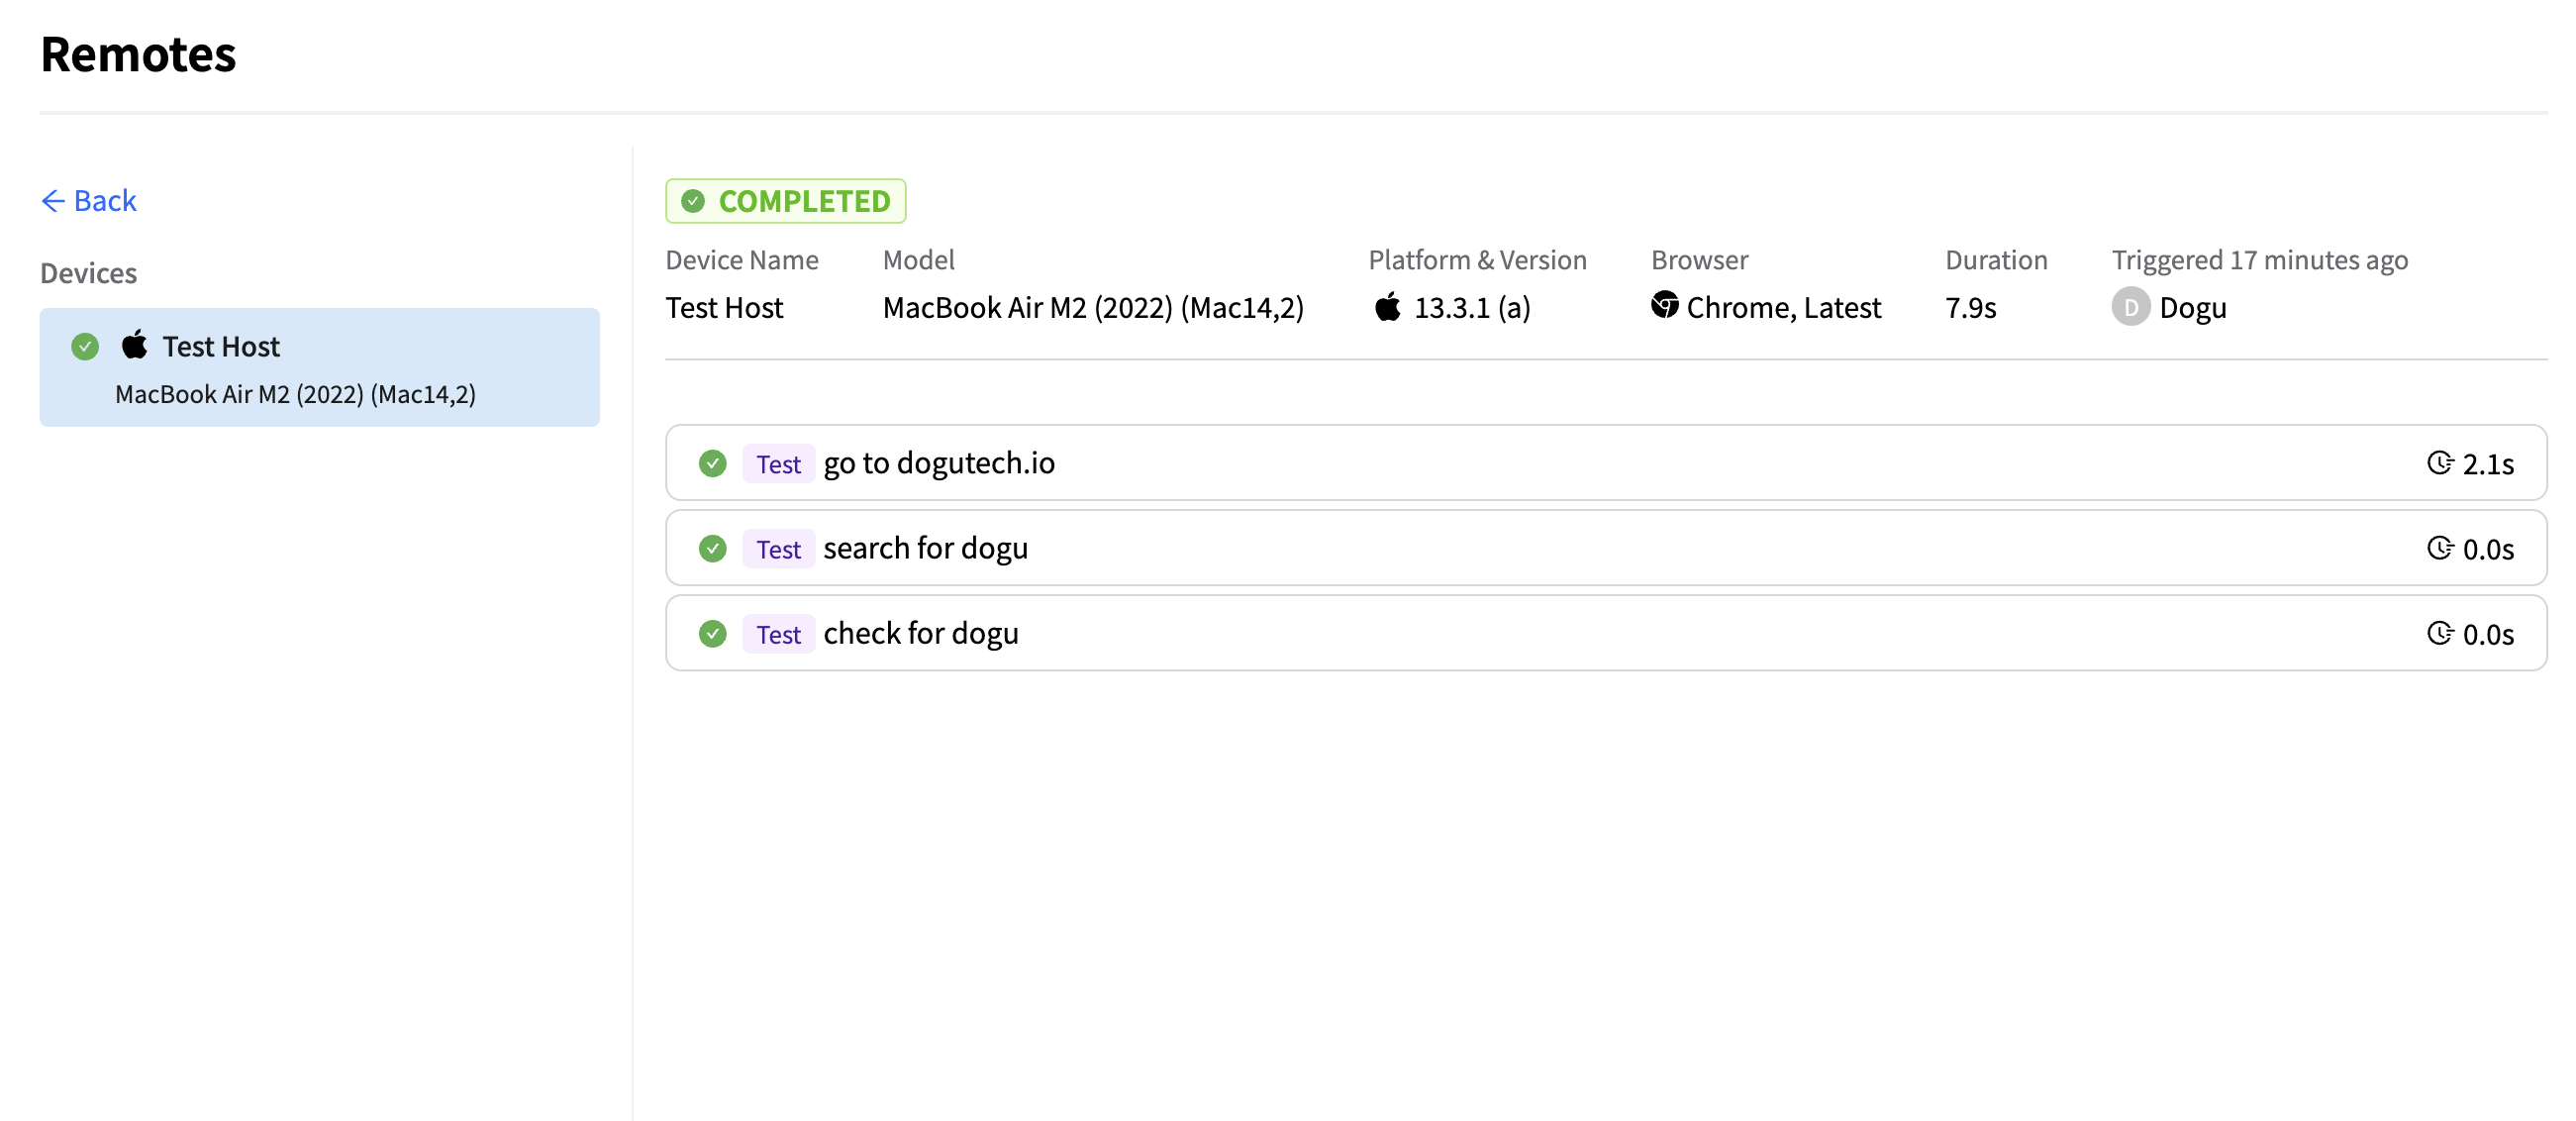 Remotes
Back
Devices
Test Host
MacBook Air M2 (2022) (Mac14,2)
COMPLETED
Device Name Model Platform & Version Browser Duration Triggered 17 minutes ago
Test Host MacBook Air M2 (2022) (Mac14,2) 13.3.1 (a) Chrome, Latest 7.9s D Dogu
Test go to dogutech.io 2.1s
Test search for dogu 0.0s
Test check for dogu 0.0s